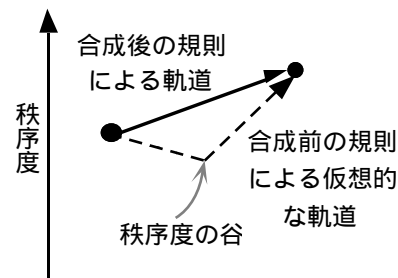 合成後の規則
による軌道
秩序度
合成前の規則
による仮想的
な軌道
秩序度の谷